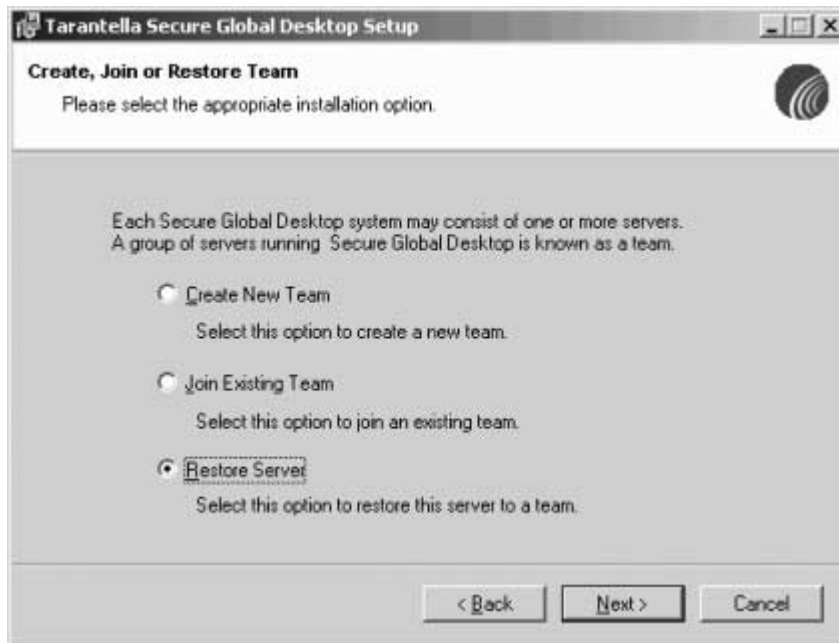 Tarantella Secure Global Desktop Setup
Create, Join or Restore Team
Please select the appropriate installation option.
Each Secure Global Desktop system may consist of one or more servers.
A group of servers running Secure Global Desktop is known as a team.
Create New Team
Select this option to create a new team.
Join Existing Team
Select this option to join an existing team.
Restore Server
Select this option to restore this server to a team.
< Back Next > Cancel